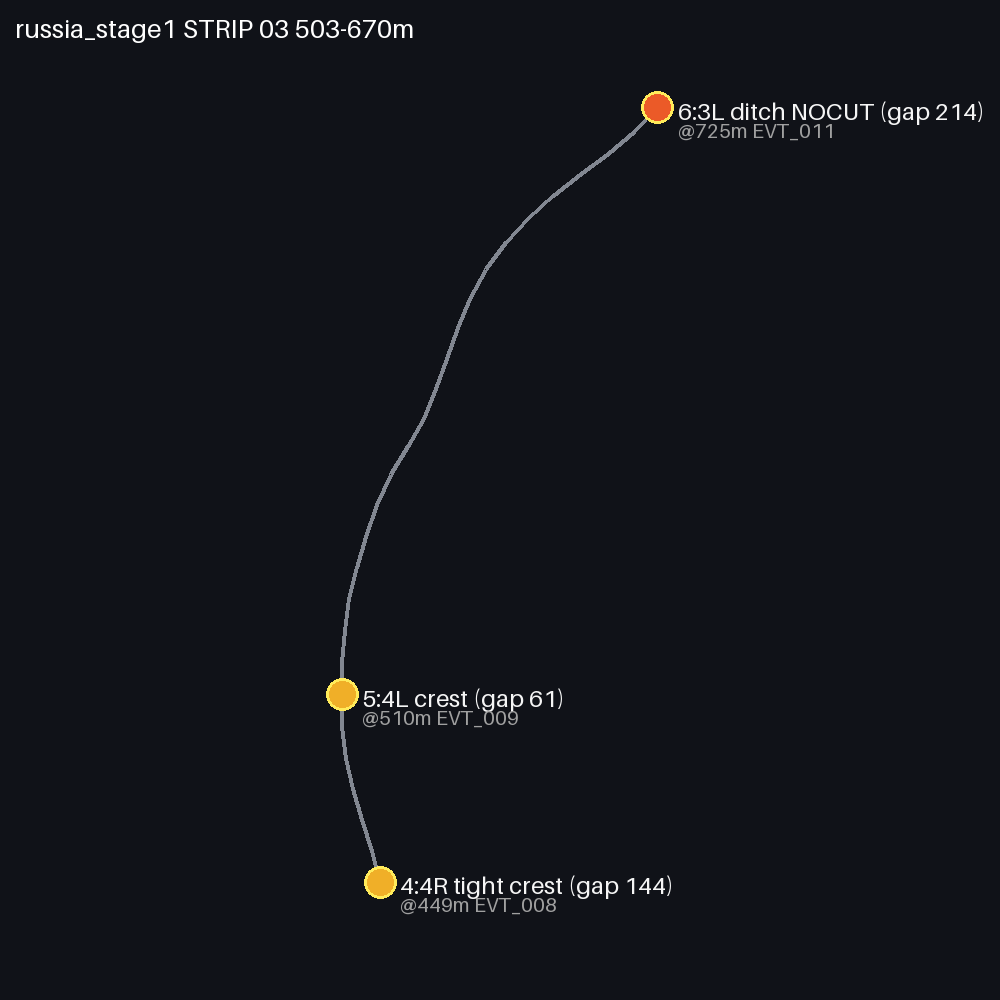 russia_stage1 STRIP 03 503-670m
6:3L ditch NOCUT (gap 214)
@725m EVT_011
5:4L crest (gap 61)
@510m EVT_009
4:4R tight crest (gap 144)
@449m EVT_008